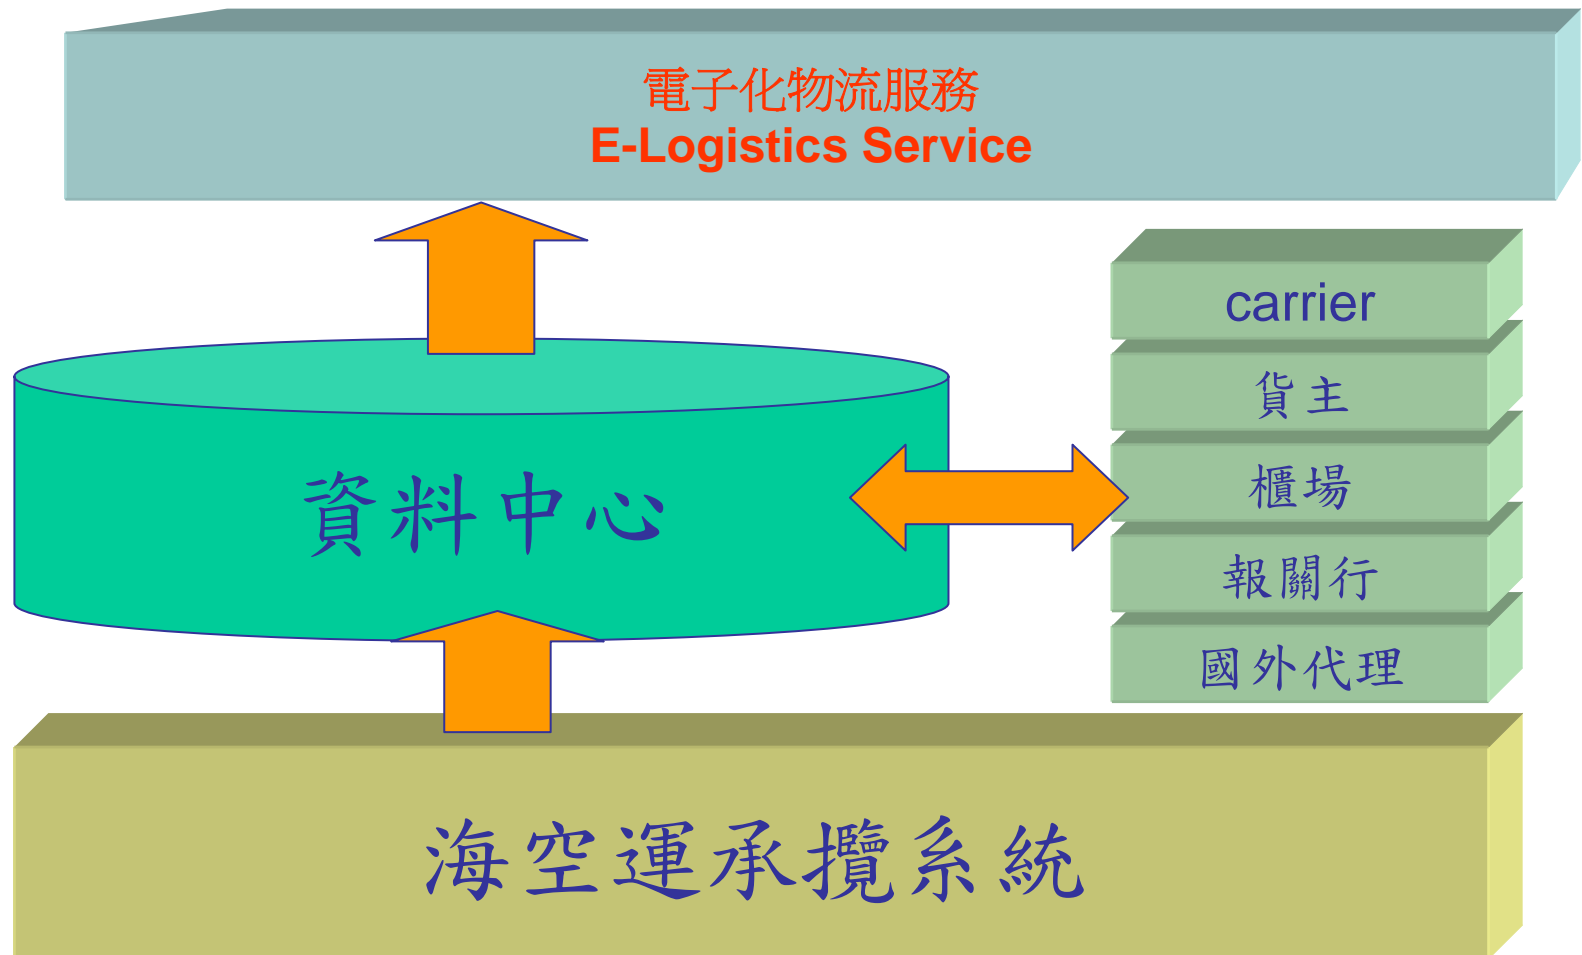 電子化物流服務
E-Logistics Service
carrier
貨主
櫃場
報關行
國外代理
資料中心
海空運承攬系統